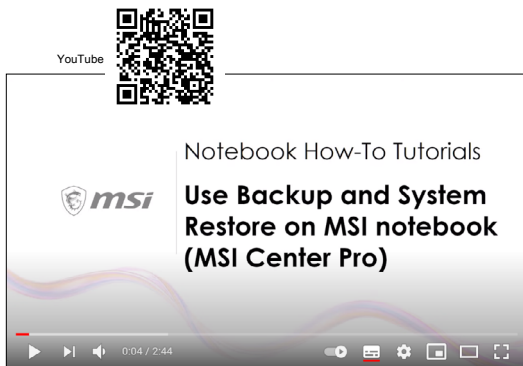 YouTube
Notebook How-To Tutorials
msi
Use Backup and System
Restore on MSI notebook
(MSI Center Pro)
0:04 / 2:44